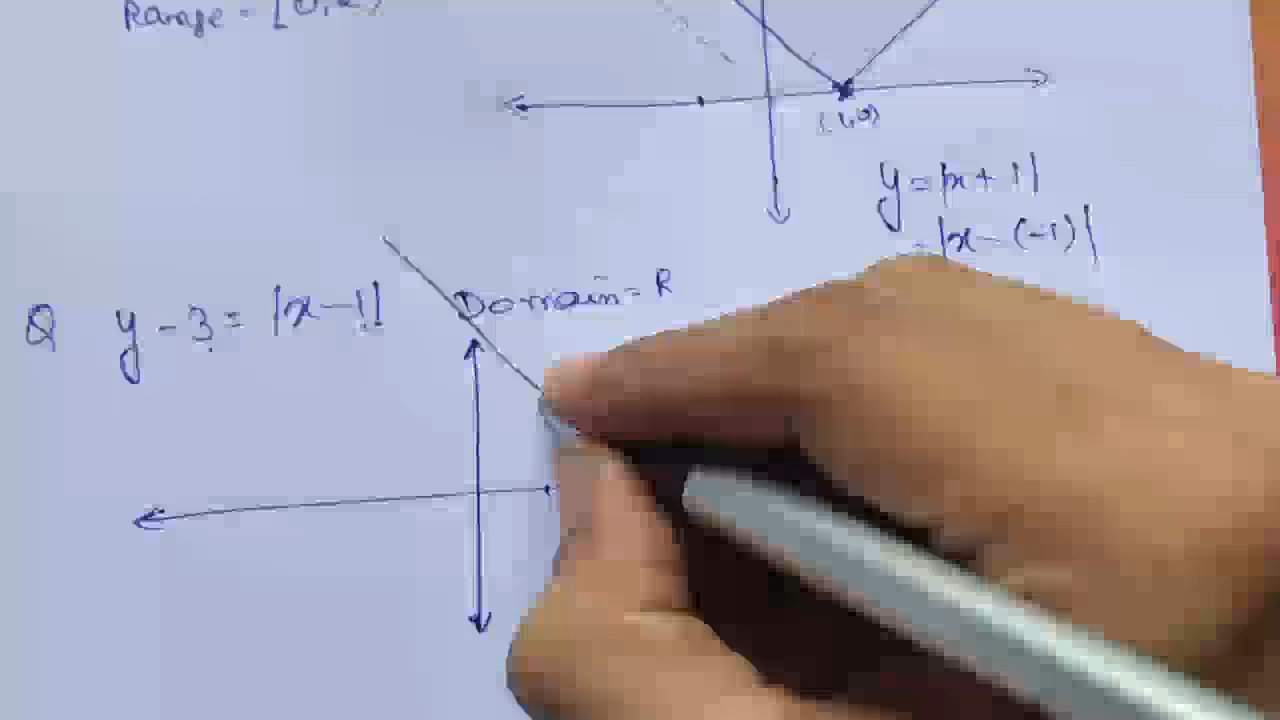 Range = [0,
(1,0)
y = |x + 1|
= |x - (-1)|
Q y - 3 = |x - 1|
Domain = R